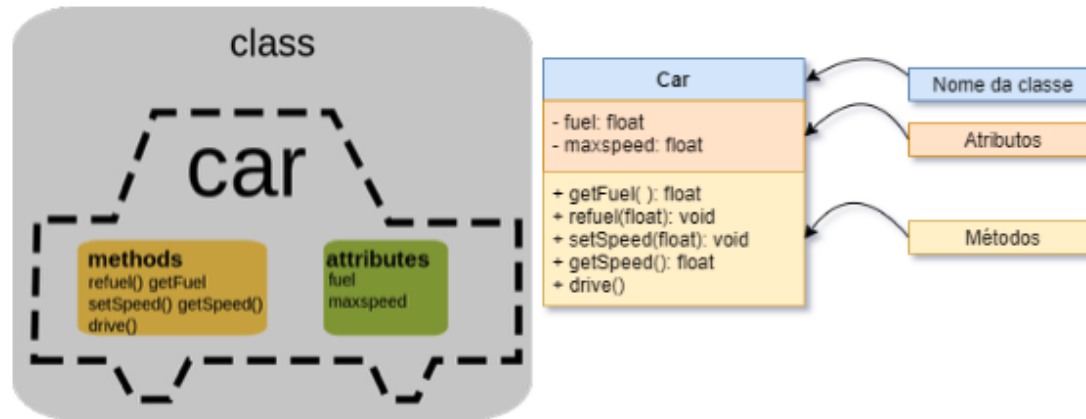 class
car
methods
refuel() getFuel
setSpeed() getSpeed()
drive()
attributes
fuel
maxspeed
Car
- fuel: float
- maxspeed: float
+ getFuel( ): float
+ refuel(float): void
+ setSpeed(float): void
+ getSpeed(): float
+ drive()
Nome da classe
Atributos
Métodos